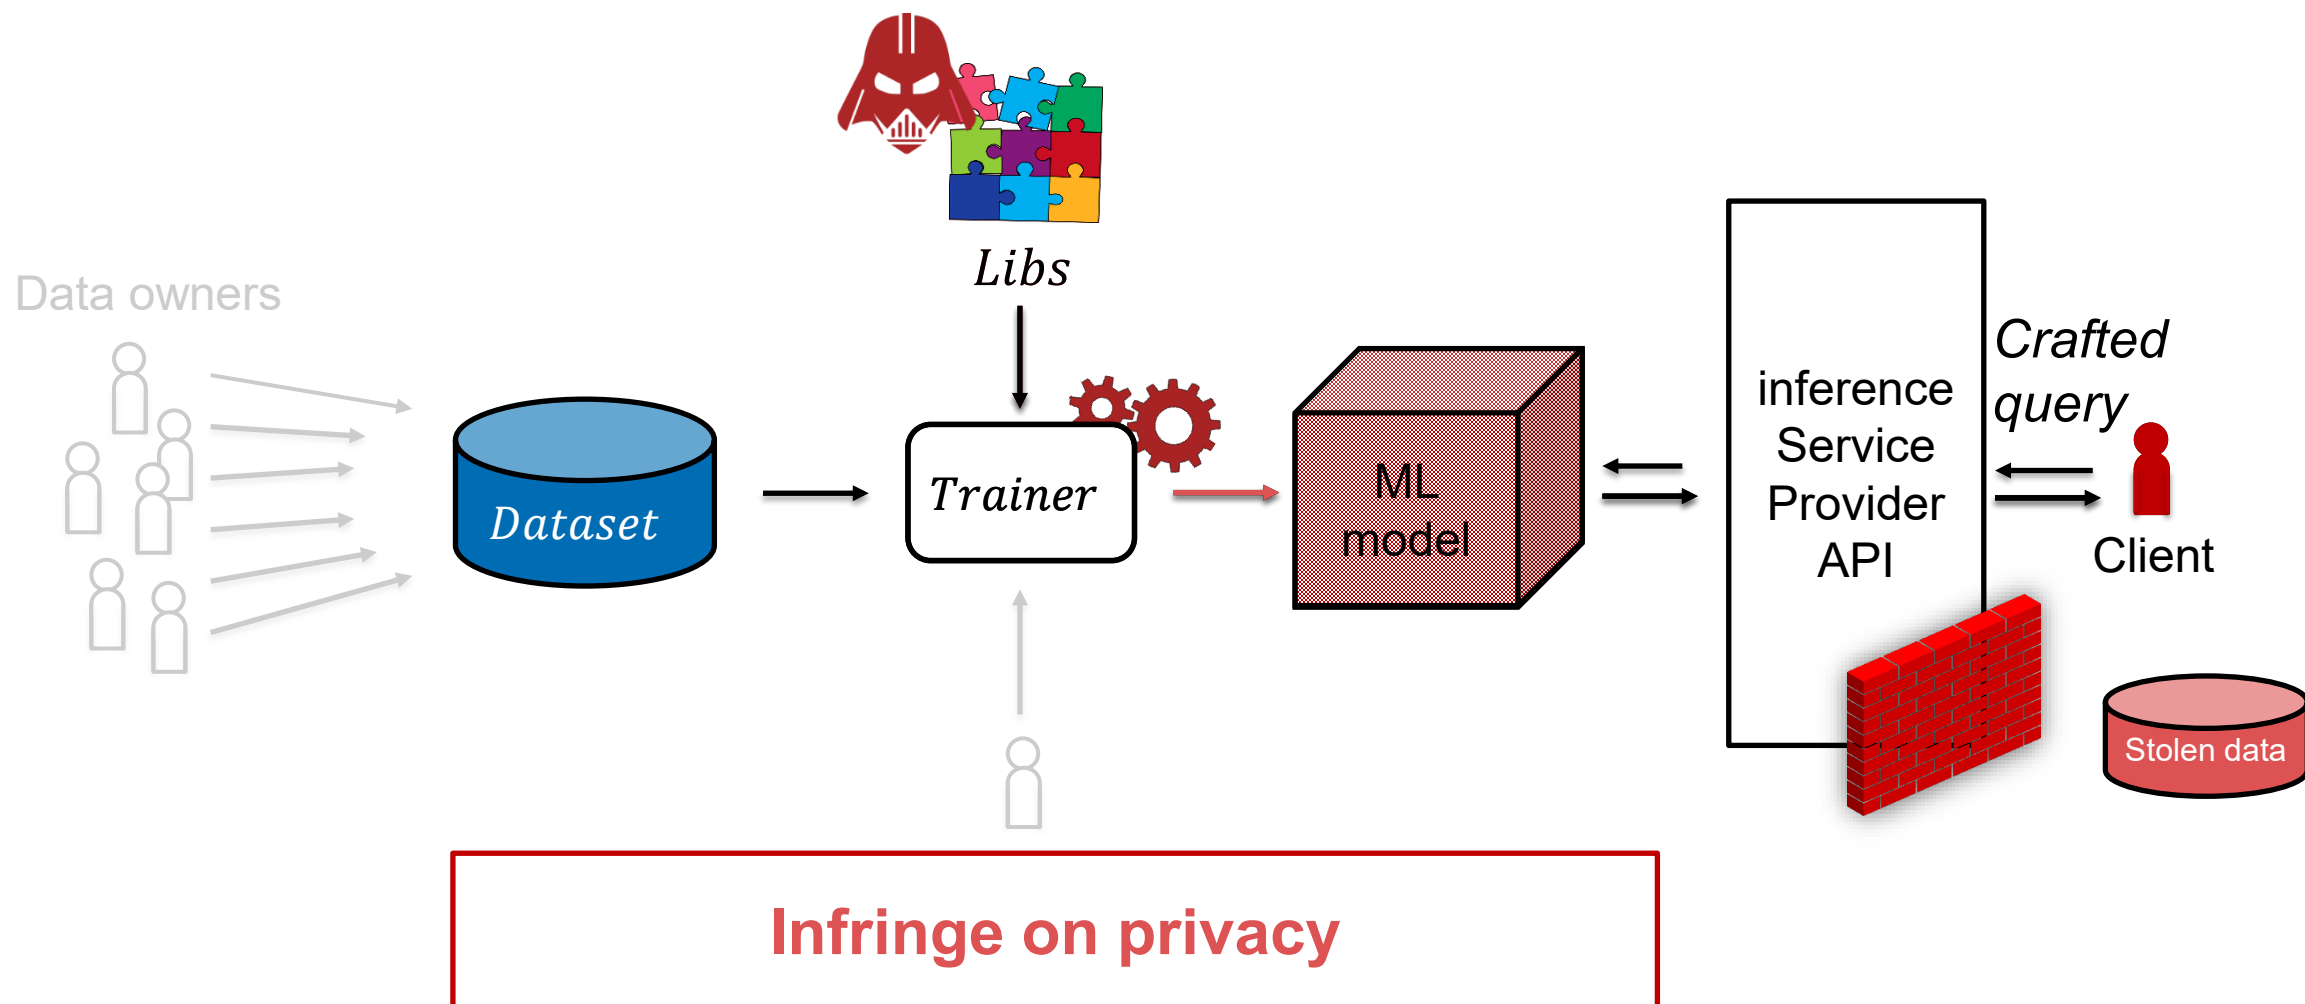 Libs
Data owners
Dataset
Trainer
ML
model
inference
Service
Provider
API
Crafted
query
Client
Stolen data
Infringe on privacy